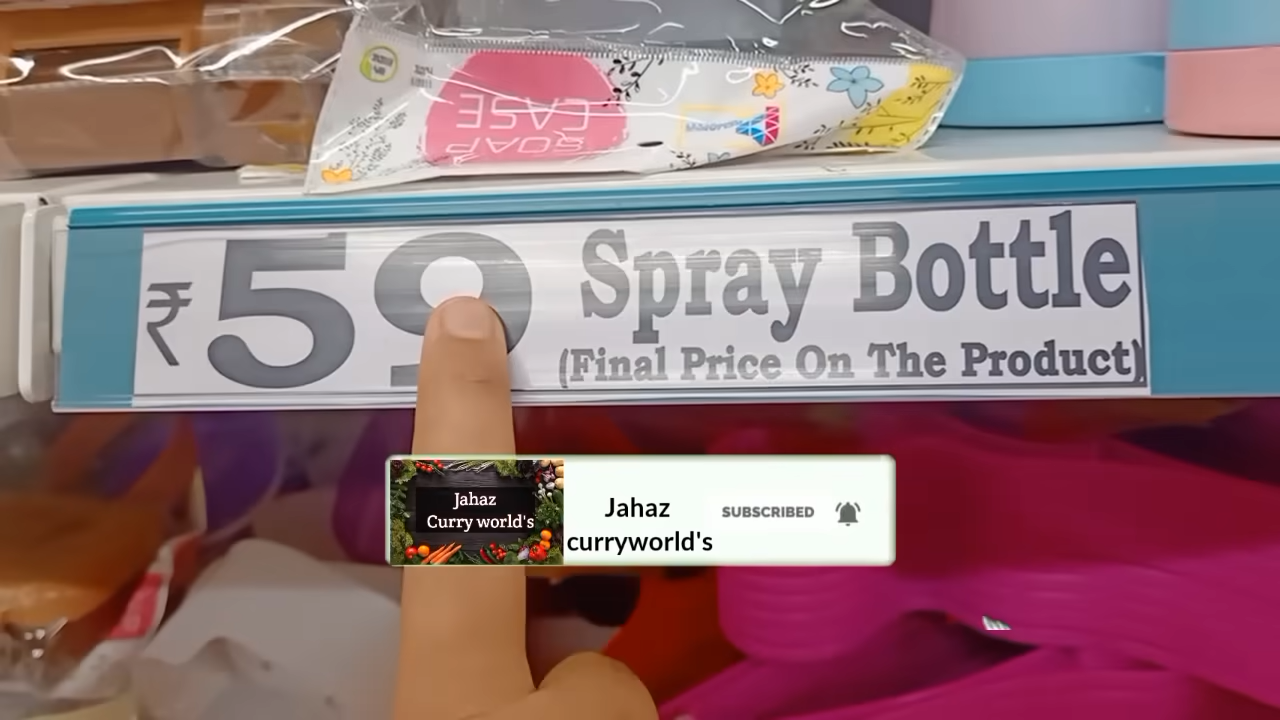 SOAP
CASE
₹59 Spray Bottle
(Final Price On The Product)
Jahaz
Curry world's
Jahaz
curryworld's
SUBSCRIBED